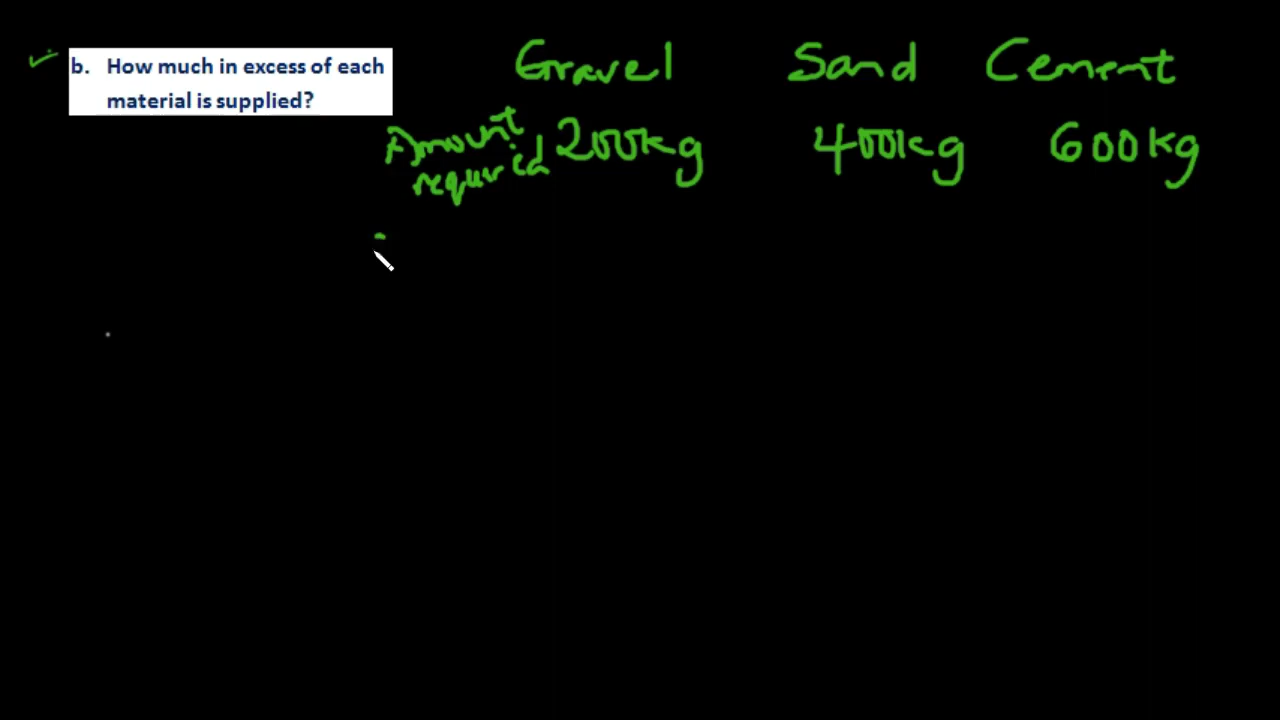 b. How much in excess of each
material is supplied?
Gravel Sand Cement
Amount required 200kg 400kg 600kg